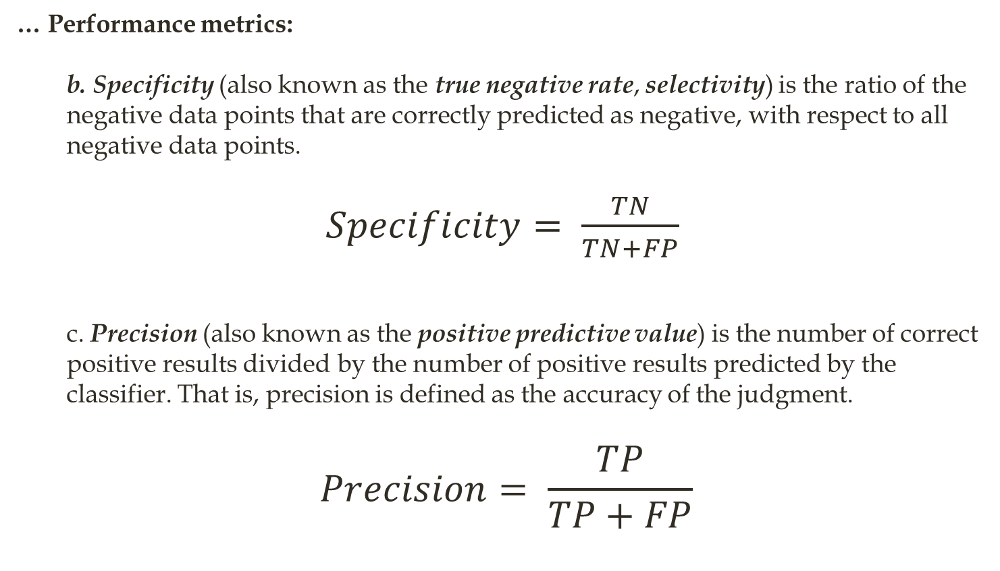 ... Performance metrics:
b. Specificity (also known as the true negative rate, selectivity) is the ratio of the
negative data points that are correctly predicted as negative, with respect to all
negative data points.
Specificity = TN / TN+FP
c. Precision (also known as the positive predictive value) is the number of correct
positive results divided by the number of positive results predicted by the
classifier. That is, precision is defined as the accuracy of the judgment.
Precision = TP / TP + FP